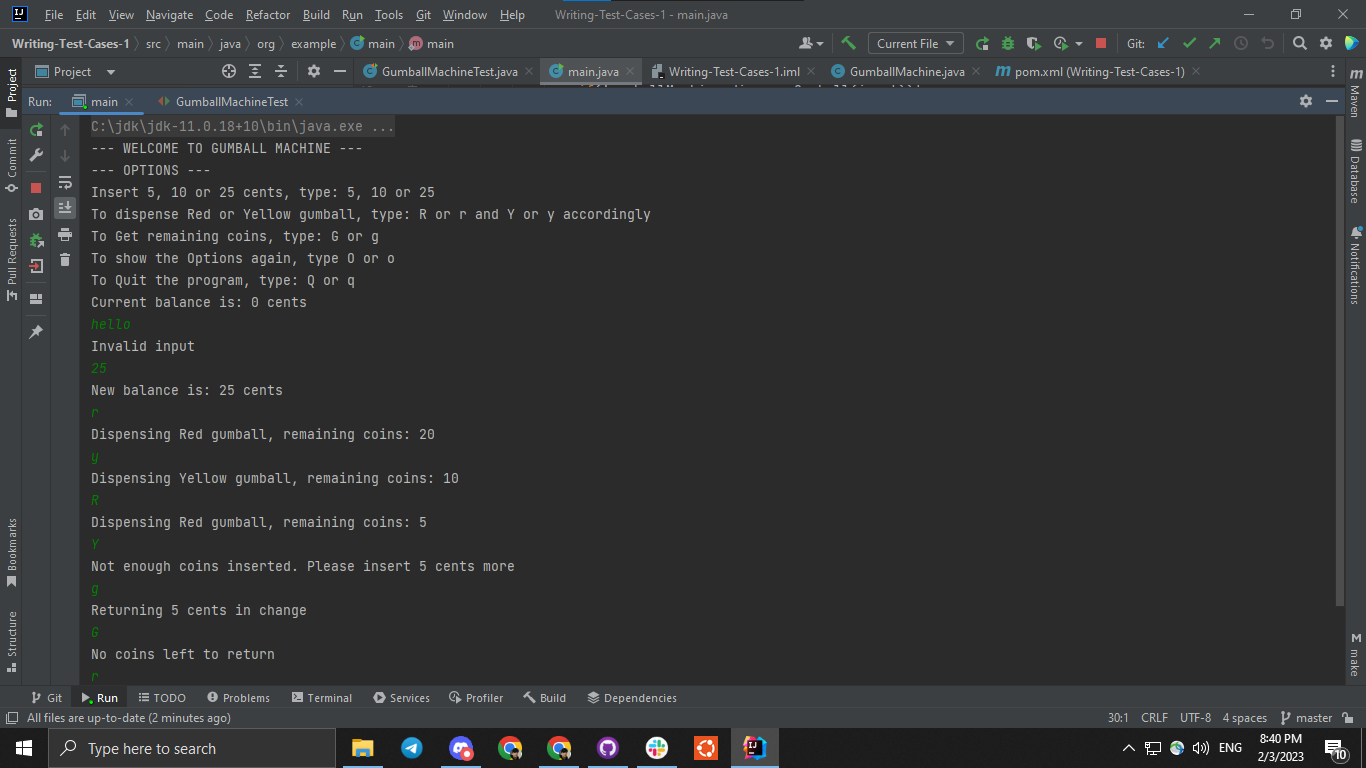 File Edit View Navigate Code Refactor Build Run Tools Git Window Help Writing-Test-Cases-1 - main.java
Writing-Test-Cases-1 src main java org example main main Current File Git:
Project GumballMachineTest.java main.java Writing-Test-Cases-1.iml GumballMachine.java pom.xml (Writing-Test-Cases-1)
Run: main GumballMachineTest
C:\jdk\jdk-11.0.18+10\bin\java.exe ...
--- WELCOME TO GUMBALL MACHINE ---
--- OPTIONS ---
Insert 5, 10 or 25 cents, type: 5, 10 or 25
To dispense Red or Yellow gumball, type: R or r and Y or y accordingly
To Get remaining coins, type: G or g
To show the Options again, type O or o
To Quit the program, type: Q or q
Current balance is: 0 cents
hello
Invalid input
25
New balance is: 25 cents
r
Dispensing Red gumball, remaining coins: 20
y
Dispensing Yellow gumball, remaining coins: 10
R
Dispensing Red gumball, remaining coins: 5
Y
Not enough coins inserted. Please insert 5 cents more
g
Returning 5 cents in change
G
No coins left to return
r
Project
Commit
Pull Requests
Bookmarks
Structure
Maven
Database
Notifications
M make
Git Run TODO Problems Terminal Services Profiler Build Dependencies
All files are up-to-date (2 minutes ago) 30:1 CRLF UTF-8 4 spaces master
Type here to search ENG 8:40 PM
2/3/2023 10